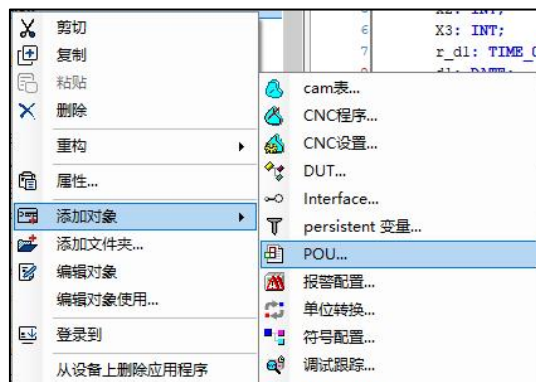 剪切
复制
粘贴
删除
重构
属性...
添加对象
添加文件夹...
编辑对象
编辑对象使用...
登录到
从设备上删除应用程序
6 X3: INT;
7 r_d1: TIME_O
cam表...
CNC程序...
CNC设置...
DUT...
Interface...
persistent 变量...
POU...
报警配置...
单位转换...
符号配置...
调试跟踪...